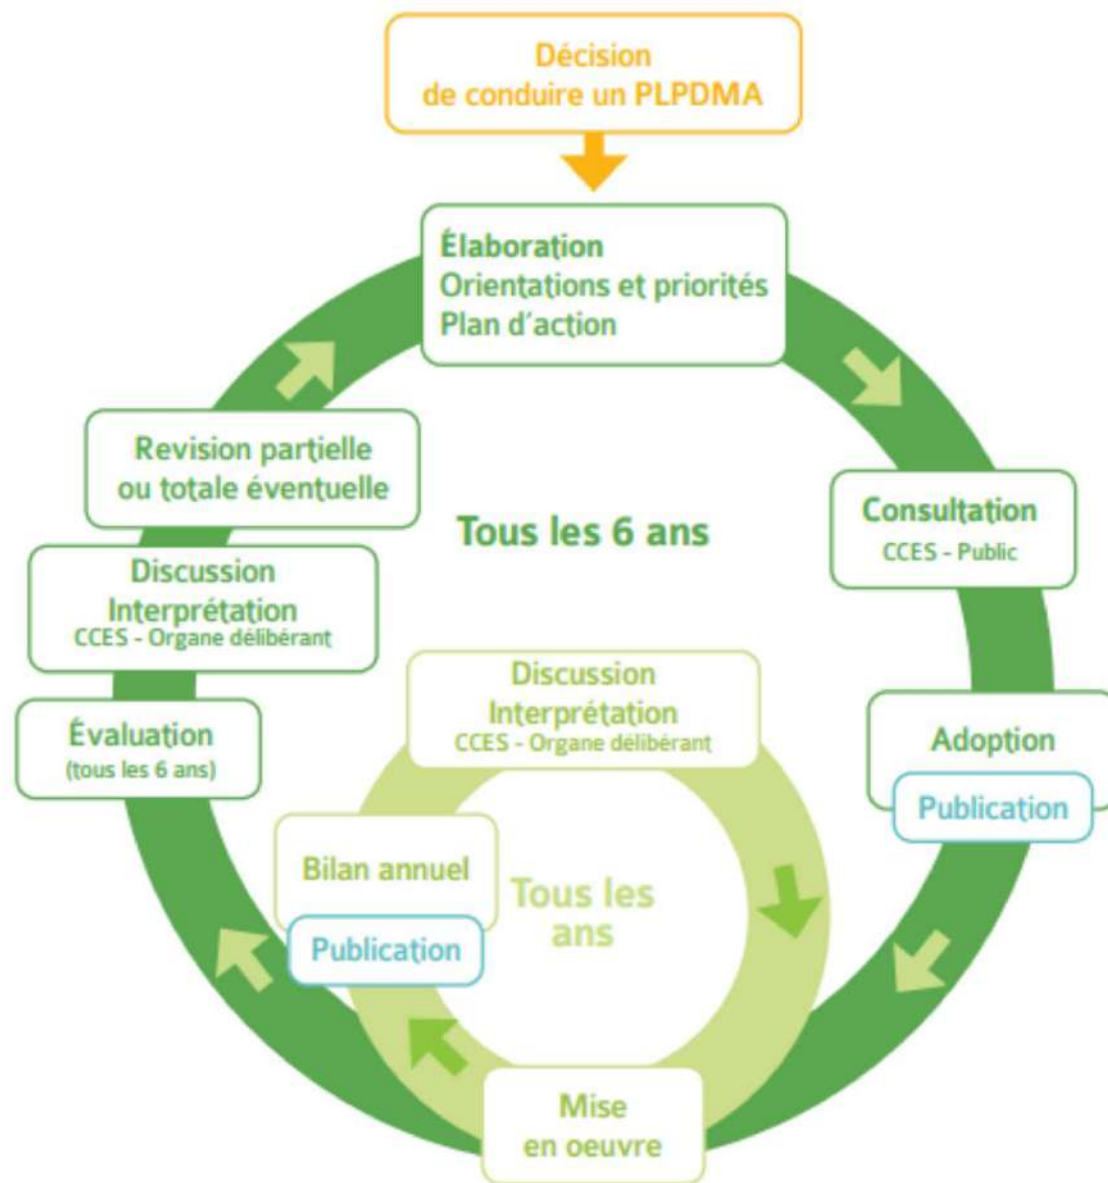 Décision
de conduire un PLPDMA
Élaboration
Orientations et priorités
Plan d'action
Consultation
CCES - Public
Adoption
Publication
Mise
en oeuvre
Bilan annuel
Publication
Discussion
Interprétation
CCES - Organe délibérant
Tous les
ans
Évaluation
(tous les 6 ans)
Discussion
Interprétation
CCES - Organe délibérant
Revision partielle
ou totale éventuelle
Tous les 6 ans